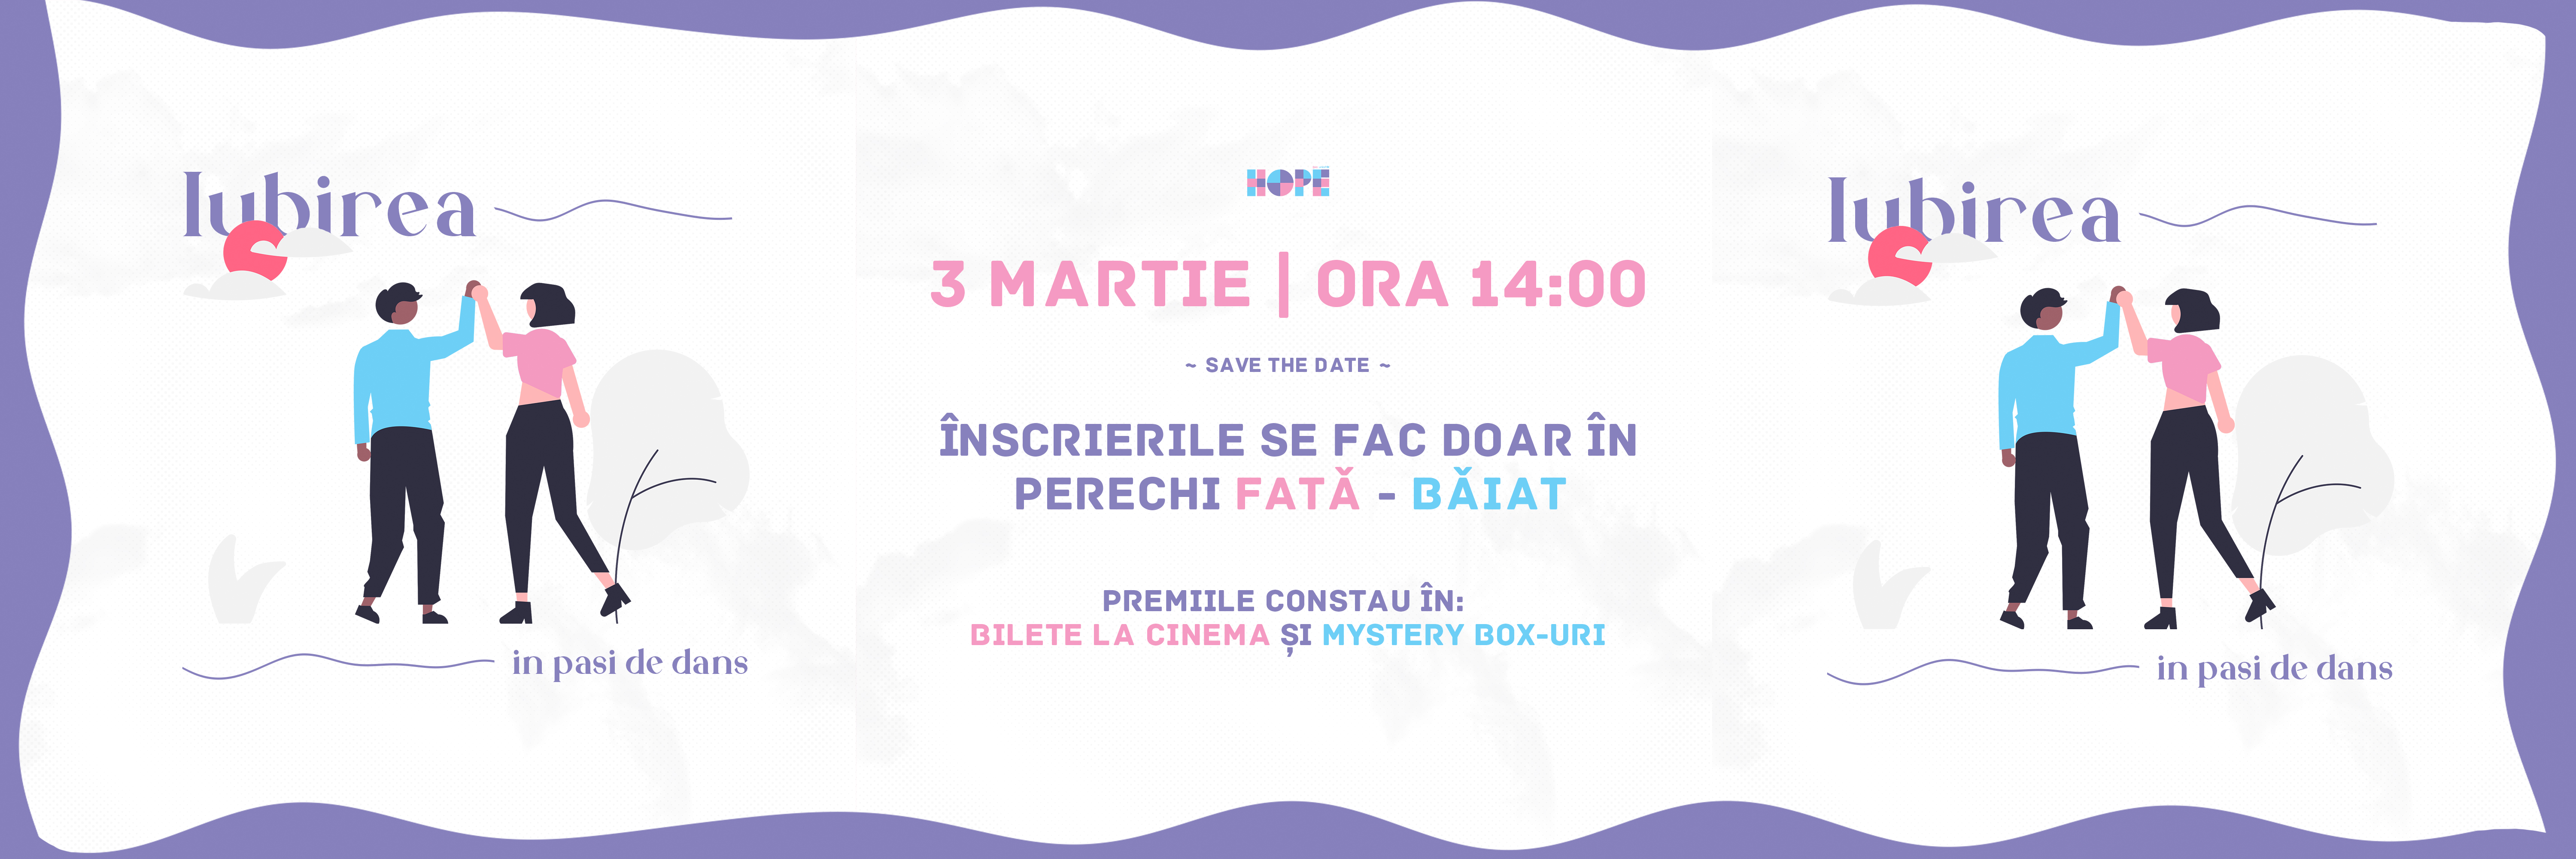 Iubirea
in pasi de dans
HOPE
3 MARTIE | ORA 14:00
~ SAVE THE DATE ~
ÎNSCRIERILE SE FAC DOAR ÎN
PERECHI FATĂ - BĂIAT
PREMIILE CONSTAU ÎN:
BILETE LA CINEMA ȘI MYSTERY BOX-URI
Iubirea
in pasi de dans